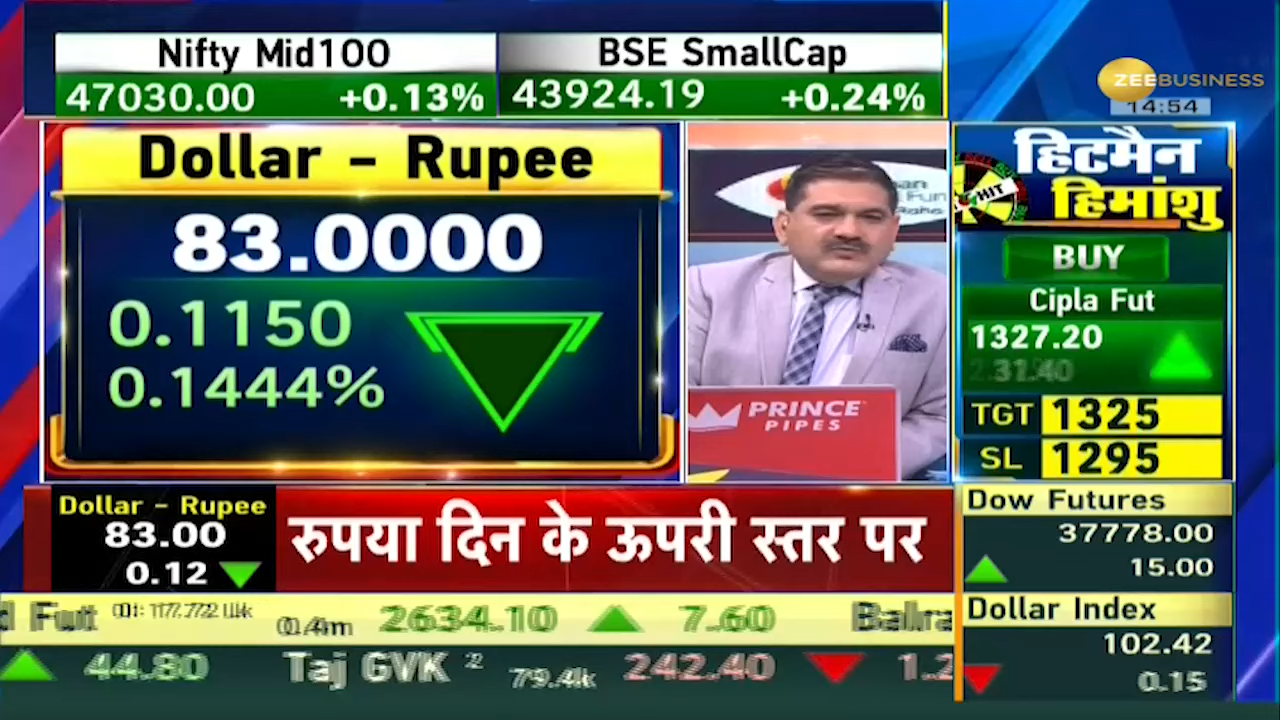 Nifty Mid100
47030.00 +0.13%
BSE SmallCap
43924.19 +0.24%
ZEEBUSINESS
14:54
Dollar - Rupee
83.0000
0.1150
0.1444%
PRINCE
PIPES
हिटमैन
हिमांशु
HIT
BUY
Cipla Fut
1327.20
31.40
TGT 1325
SL 1295
Dollar - Rupee
83.00
0.12
रुपया दिन के ऊपरी स्तर पर
Dow Futures
37778.00
15.00
Dollar Index
102.42
0.15
Fut 2634.10 7.60
44.80 Taj GVK 79.4k 242.40